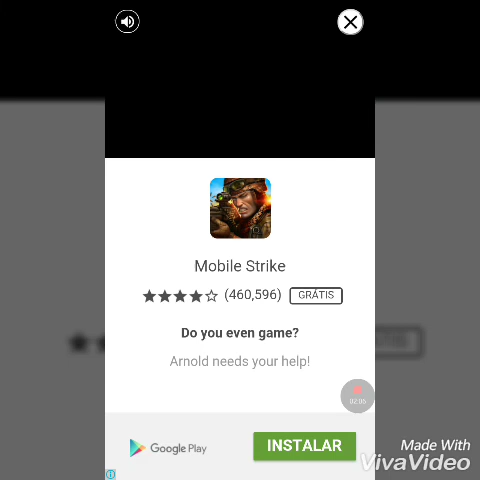 Mobile Strike
(460,596) GRÁTIS
Do you even game?
Arnold needs your help!
02:05
Google Play
INSTALAR
Made With
VivaVideo